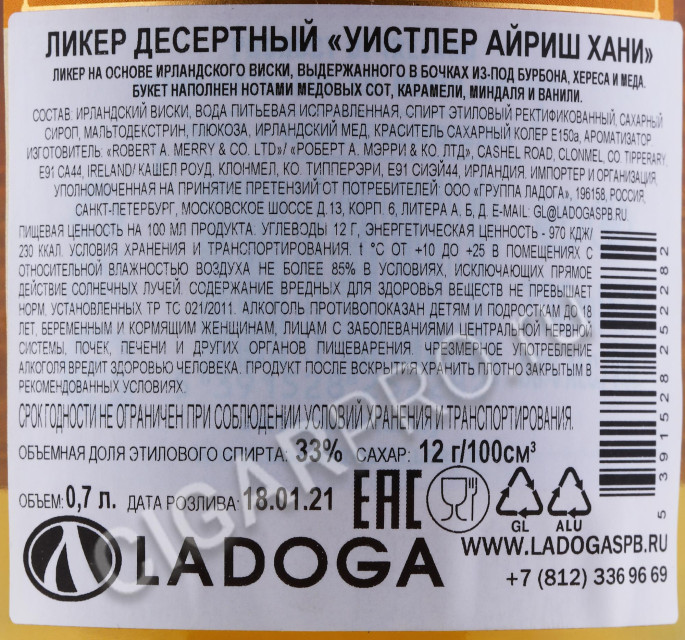 ЛИКЕР ДЕСЕРТНЫЙ «УИСТЛЕР АЙРИШ ХАНИ»
ЛИКЕР НА ОСНОВЕ ИРЛАНДСКОГО ВИСКИ, ВЫДЕРЖАННОГО В БОЧКАХ ИЗ-ПОД БУРБОНА, ХЕРЕСА И МЕДА.
БУКЕТ НАПОЛНЕН НОТАМИ МЕДОВЫХ СОТ, КАРАМЕЛИ, МИНДАЛЯ И ВАНИЛИ.
СОСТАВ: ИРЛАНДСКИЙ ВИСКИ, ВОДА ПИТЬЕВАЯ ИСПРАВЛЕННАЯ, СПИРТ ЭТИЛОВЫЙ РЕКТИФИКОВАННЫЙ, САХАРНЫЙ
СИРОП, МАЛЬТОДЕКСТРИН, ГЛЮКОЗА, ИРЛАНДСКИЙ МЕД, КРАСИТЕЛЬ САХАРНЫЙ КОЛЕР Е150а, АРОМАТИЗАТОР
ИЗГОТОВИТЕЛЬ: «ROBERT A. MERRY & CO. LTD»/ «РОБЕРТ А. МЭРРИ & КО. ЛТД», CASHEL ROAD, CLONMEL, CO. TIPPERARY,
E91 CA44, IRELAND/ КАШЕЛ РОУД, КЛОНМЕЛ, КО. ТИППЕРЭРИ, E91 СИЭЙ44, ИРЛАНДИЯ. ИМПОРТЕР И ОРГАНИЗАЦИЯ,
УПОЛНОМОЧЕННАЯ НА ПРИНЯТИЕ ПРЕТЕНЗИЙ ОТ ПОТРЕБИТЕЛЕЙ: ООО «ГРУППА ЛАДОГА», 196158, РОССИЯ,
САНКТ-ПЕТЕРБУРГ, МОСКОВСКОЕ ШОССЕ Д.13, КОРП. 6, ЛИТЕРА А, Б, Д. E-MAIL: GL@LADOGASPB.RU
ПИЩЕВАЯ ЦЕННОСТЬ НА 100 МЛ ПРОДУКТА: УГЛЕВОДЫ 12 Г, ЭНЕРГЕТИЧЕСКАЯ ЦЕННОСТЬ - 970 КДЖ/
230 ККАЛ. УСЛОВИЯ ХРАНЕНИЯ И ТРАНСПОРТИРОВАНИЯ: t °С ОТ +10 ДО +25 В ПОМЕЩЕНИЯХ С
ОТНОСИТЕЛЬНОЙ ВЛАЖНОСТЬЮ ВОЗДУХА НЕ БОЛЕЕ 85% В УСЛОВИЯХ, ИСКЛЮЧАЮЩИХ ПРЯМОЕ
ДЕЙСТВИЕ СОЛНЕЧНЫХ ЛУЧЕЙ. СОДЕРЖАНИЕ ВРЕДНЫХ ДЛЯ ЗДОРОВЬЯ ВЕЩЕСТВ НЕ ПРЕВЫШАЕТ
НОРМ, УСТАНОВЛЕННЫХ ТР ТС 021/2011. АЛКОГОЛЬ ПРОТИВОПОКАЗАН ДЕТЯМ И ПОДРОСТКАМ ДО 18
ЛЕТ, БЕРЕМЕННЫМ И КОРМЯЩИМ ЖЕНЩИНАМ, ЛИЦАМ С ЗАБОЛЕВАНИЯМИ ЦЕНТРАЛЬНОЙ НЕРВНОЙ
СИСТЕМЫ, ПОЧЕК, ПЕЧЕНИ И ДРУГИХ ОРГАНОВ ПИЩЕВАРЕНИЯ. ЧРЕЗМЕРНОЕ УПОТРЕБЛЕНИЕ
АЛКОГОЛЯ ВРЕДИТ ЗДОРОВЬЮ ЧЕЛОВЕКА. ПРОДУКТ ПОСЛЕ ВСКРЫТИЯ ХРАНИТЬ ПЛОТНО ЗАКРЫТЫМ В
РЕКОМЕНДОВАННЫХ УСЛОВИЯХ.
СРОК ГОДНОСТИ НЕ ОГРАНИЧЕН ПРИ СОБЛЮДЕНИИ УСЛОВИЙ ХРАНЕНИЯ И ТРАНСПОРТИРОВАНИЯ.
ОБЪЕМНАЯ ДОЛЯ ЭТИЛОВОГО СПИРТА: 33% САХАР: 12 г/100см³
ОБЪЕМ: 0,7 л. ДАТА РОЗЛИВА: 18.01.21
EAC
GL ALU
LADOGA
WWW.LADOGASPB.RU
+7 (812) 336 96 69
5 391528 252282
CIGARPRO.ru